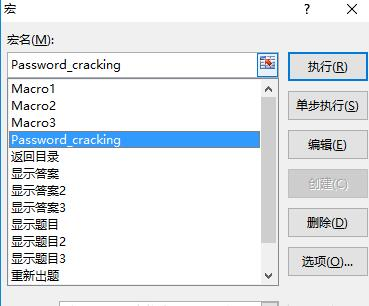 宏
宏名(M):
Password_cracking
执行(R)
Macro1
Macro2
单步执行(S)
Macro3
Password_cracking
编辑(E)
返回目录
显示答案
创建(C)
显示答案2
显示答案3
删除(D)
显示题目
显示题目2
显示题目3
选项(O)...
重新出题